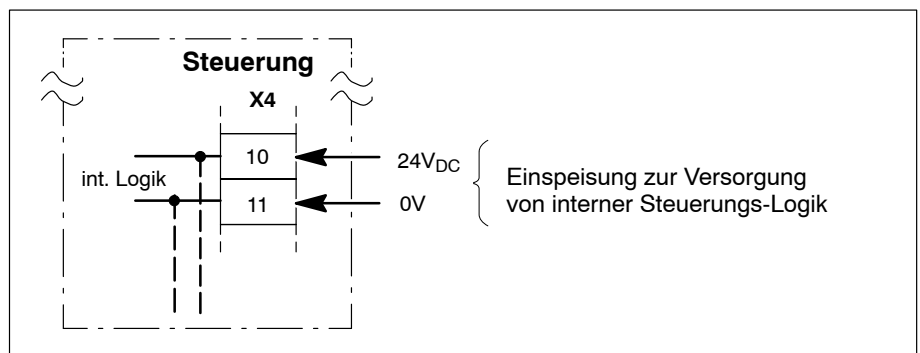 Steuerung
X4
10
24V_DC
int. Logik
11
0V
Einspeisung zur Versorgung
von interner Steuerungs-Logik